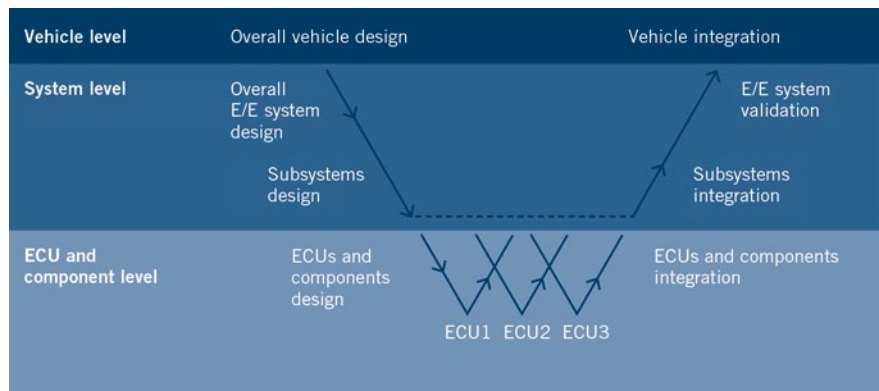 Vehicle level
Overall vehicle design
Vehicle integration
System level
Overall
E/E system
design
E/E system
validation
Subsystems
design
Subsystems
integration
ECU and
component level
ECUs and
components
design
ECUs and components
integration
ECU1 ECU2 ECU3